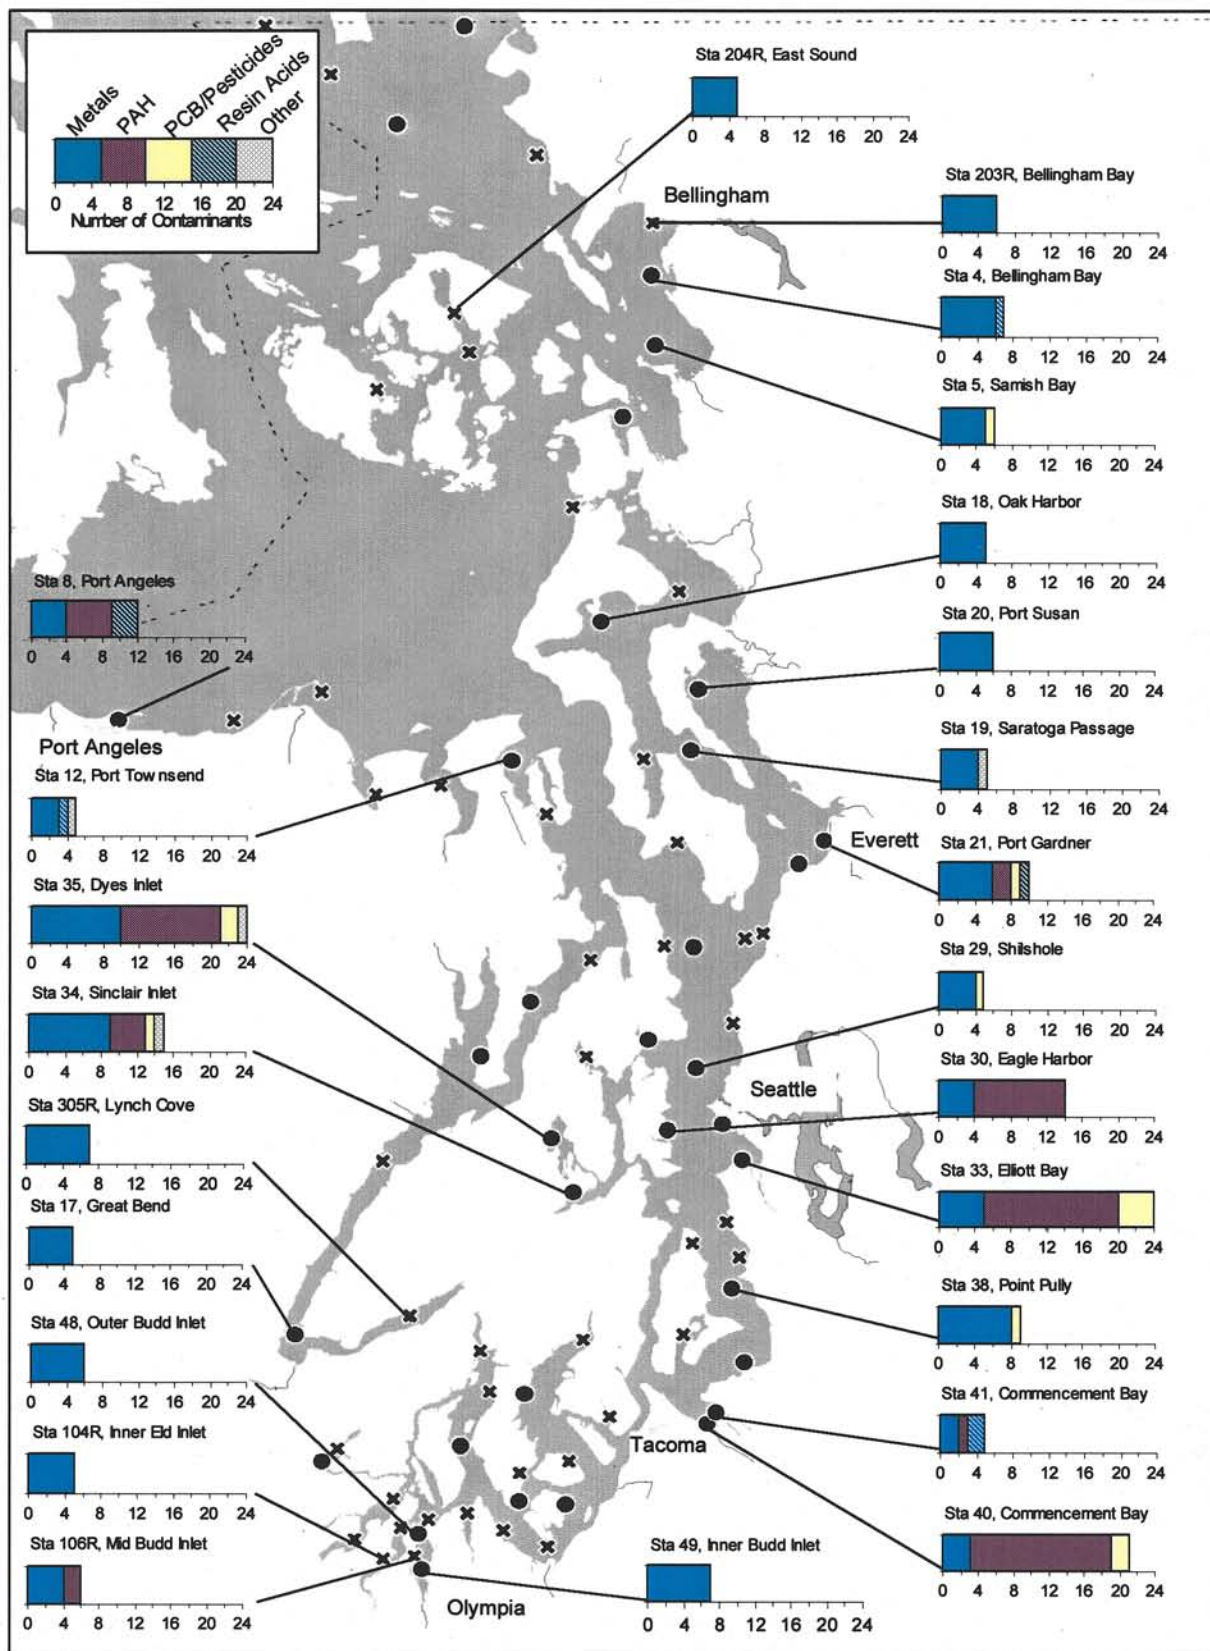 Metals
PAH
PCB/Pesticides
Resin Acids
Other
0 4 8 12 16 20 24
Number of Contaminants
Sta 204R, East Sound
0 4 8 12 16 20 24
Bellingham
Sta 203R, Bellingham Bay
0 4 8 12 16 20 24
Sta 4, Bellingham Bay
0 4 8 12 16 20 24
Sta 5, Samish Bay
0 4 8 12 16 20 24
Sta 18, Oak Harbor
0 4 8 12 16 20 24
Sta 8, Port Angeles
0 4 8 12 16 20 24
Sta 20, Port Susan
0 4 8 12 16 20 24
Port Angeles
Sta 19, Saratoga Passage
0 4 8 12 16 20 24
Sta 12, Port Townsend
0 4 8 12 16 20 24
Everett
Sta 21, Port Gardner
0 4 8 12 16 20 24
Sta 35, Dyes Inlet
0 4 8 12 16 20 24
Sta 29, Shilshole
0 4 8 12 16 20 24
Sta 34, Sinclair Inlet
0 4 8 12 16 20 24
Seattle
Sta 30, Eagle Harbor
0 4 8 12 16 20 24
Sta 305R, Lynch Cove
0 4 8 12 16 20 24
Sta 33, Elliott Bay
0 4 8 12 16 20 24
Sta 17, Great Bend
0 4 8 12 16 20 24
Sta 38, Point Pully
0 4 8 12 16 20 24
Sta 48, Outer Budd Inlet
0 4 8 12 16 20 24
Sta 41, Commencement Bay
0 4 8 12 16 20 24
Sta 104R, Inner Eld Inlet
0 4 8 12 16 20 24
Tacoma
Sta 40, Commencement Bay
0 4 8 12 16 20 24
Sta 106R, Mid Budd Inlet
0 4 8 12 16 20 24
Sta 49, Inner Budd Inlet
0 4 8 12 16 20 24
Olympia